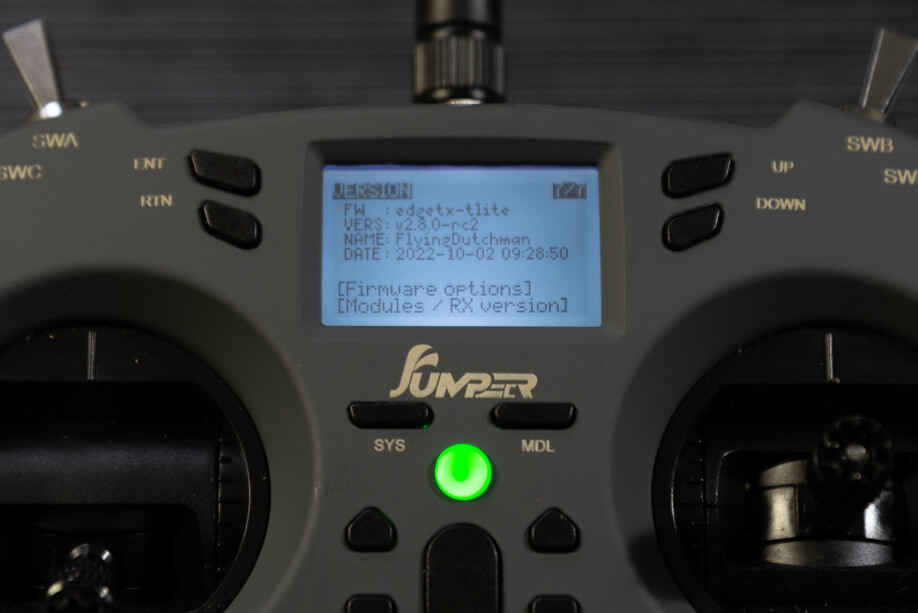 SWA
SWB
SWC
SW
ENT
UP
RTN
DOWN
VERSION 7/7
FW : edgetx-tlite
VERS: v2.8.0-rc2
NAME: FlyingDutchman
DATE: 2022-10-02 09:28:50
[Firmware options]
[Modules / RX version]
JUMPER
SYS
MDL